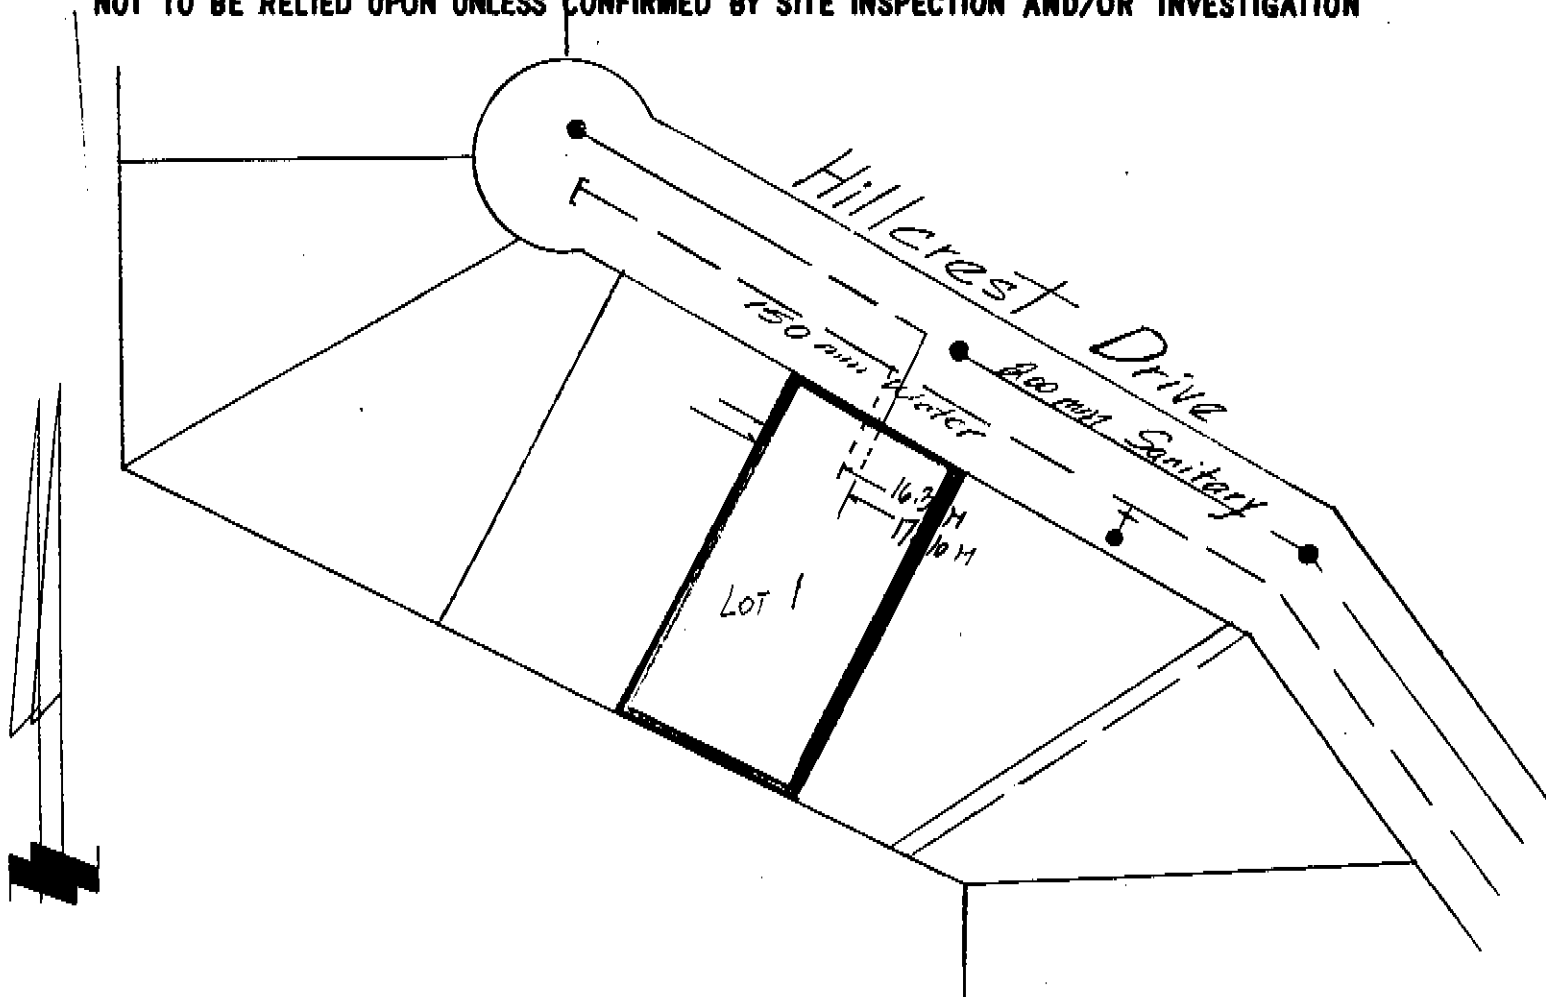 NOT TO BE RELIED UPON UNLESS CONFIRMED BY SITE INSPECTION AND/OR INVESTIGATION
Hillcrest Drive
150 mm Water
200 mm Sanitary
16.3 M
17.10 M
LOT 1